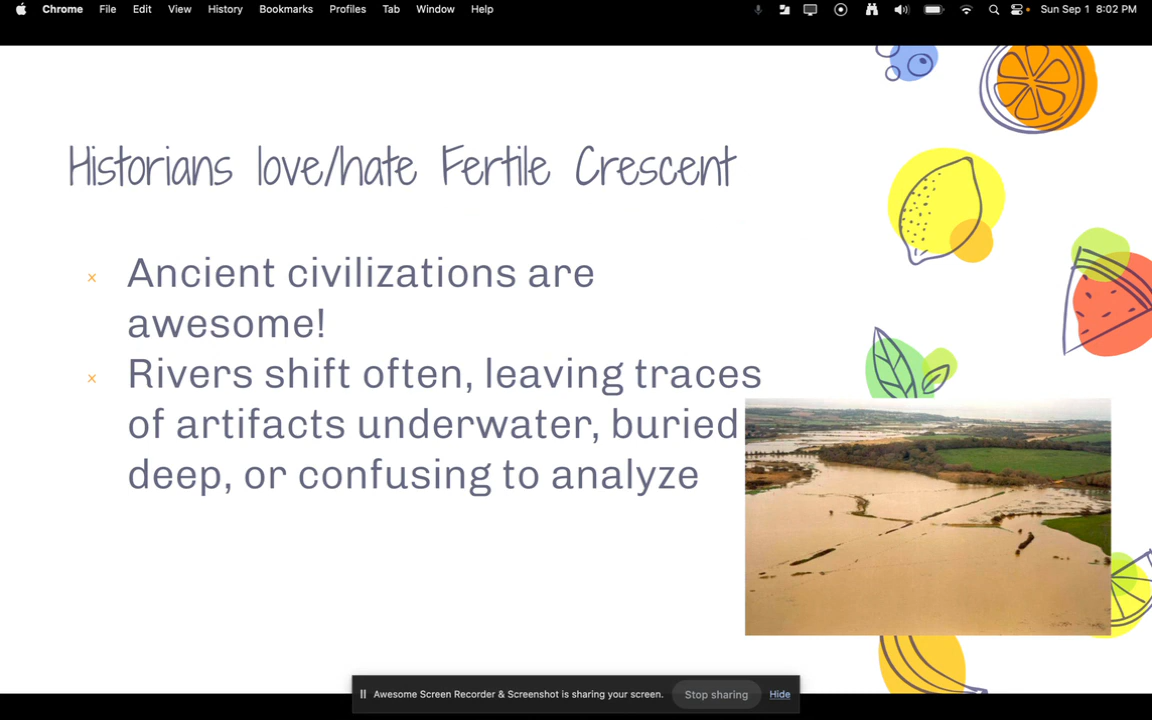 Chrome File Edit View History Bookmarks Profiles Tab Window Help Sun Sep 1 8:02 PM
Historians love/hate Fertile Crescent
× Ancient civilizations are
awesome!
× Rivers shift often, leaving traces
of artifacts underwater, buried
deep, or confusing to analyze
Awesome Screen Recorder & Screenshot is sharing your screen. Stop sharing Hide